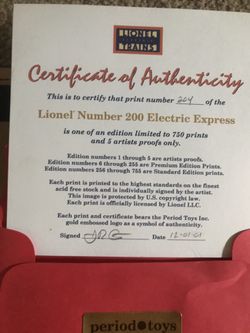 LIONEL
TRAINS
Certificate of Authenticity
This is to certify that print number 204 of the
Lionel® Number 200 Electric Express
is one of an edition limited to 750 prints
and 5 artists proofs only.
Edition numbers 1 through 5 are artists proofs.
Edition numbers 6 through 255 are Premium Edition Prints.
Edition numbers 256 through 755 are Standard Edition prints.
Each print is printed to the highest standards on the finest
acid free stock and is individually signed by the artist.
This image is protected by U.S. copyright law.
Each print is officially licensed by Lionel LLC.
Each print and certificate bears the Period Toys Inc.
gold embossed logo as a symbol of authenticity.
Signed Date 12-01-01
period toys